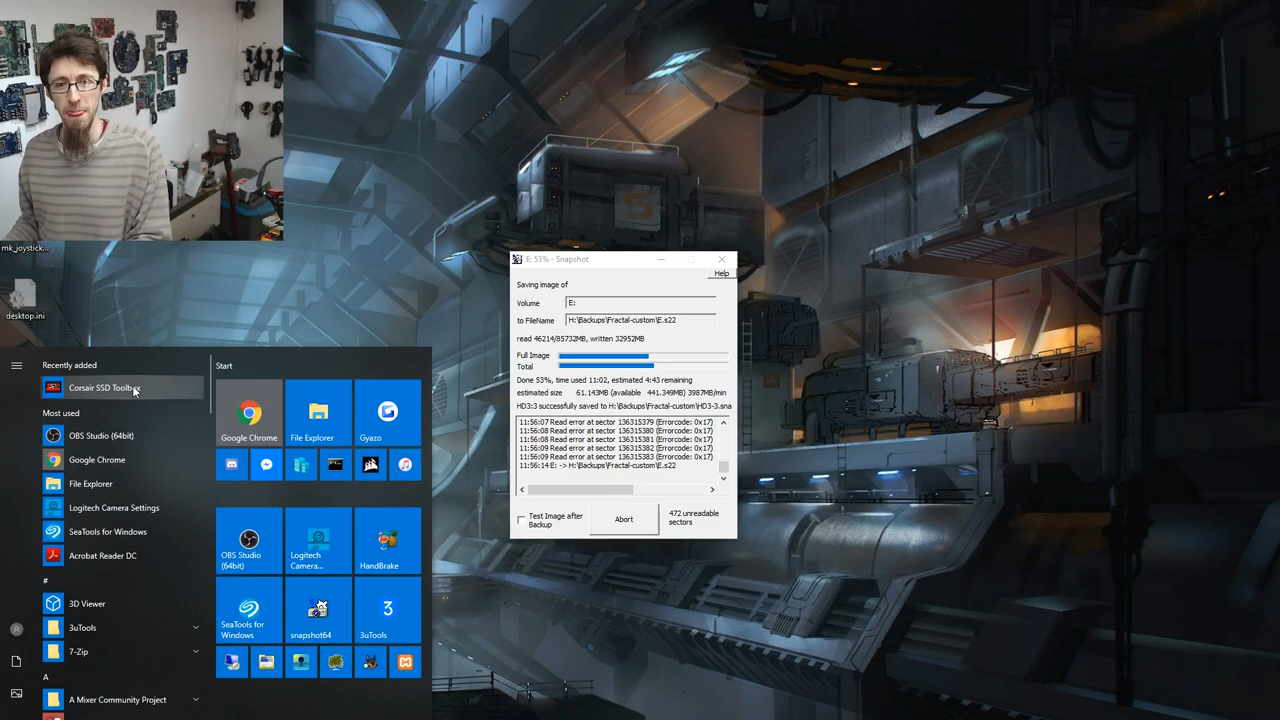 mk_joystick...
desktop.ini
E: 53% - Snapshot
Help
Saving image of
Volume
E:
to FileName
H:\Backups\Fractal-custom\E.s22
read 46214/85732MB, written 32952MB
Full Image
Total
Done 53%, time used 11:02, estimated 4:43 remaining
estimated size 61.143MB (available 441.349MB) 3987MB/min
HD3:3 successfully saved to H:\Backups\Fractal-custom\HD3-3.sna
11:56:07 Read error at sector 136315379 (Errorcode: 0x17)
11:56:08 Read error at sector 136315380 (Errorcode: 0x17)
11:56:08 Read error at sector 136315381 (Errorcode: 0x17)
11:56:09 Read error at sector 136315382 (Errorcode: 0x17)
11:56:09 Read error at sector 136315383 (Errorcode: 0x17)
11:56:14 E: -> H:\Backups\Fractal-custom\E.s22
Test Image after
Backup
Abort
472 unreadable
sectors
Recently added
Corsair SSD Toolbox
Most used
OBS Studio (64bit)
Google Chrome
File Explorer
Logitech Camera Settings
SeaTools for Windows
Acrobat Reader DC
#
3D Viewer
3uTools
7-Zip
A
A Mixer Community Project
Start
Google Chrome
File Explorer
Gyazo
OBS Studio
(64bit)
Logitech
Camera...
HandBrake
SeaTools for
Windows
snapshot64
3
3uTools